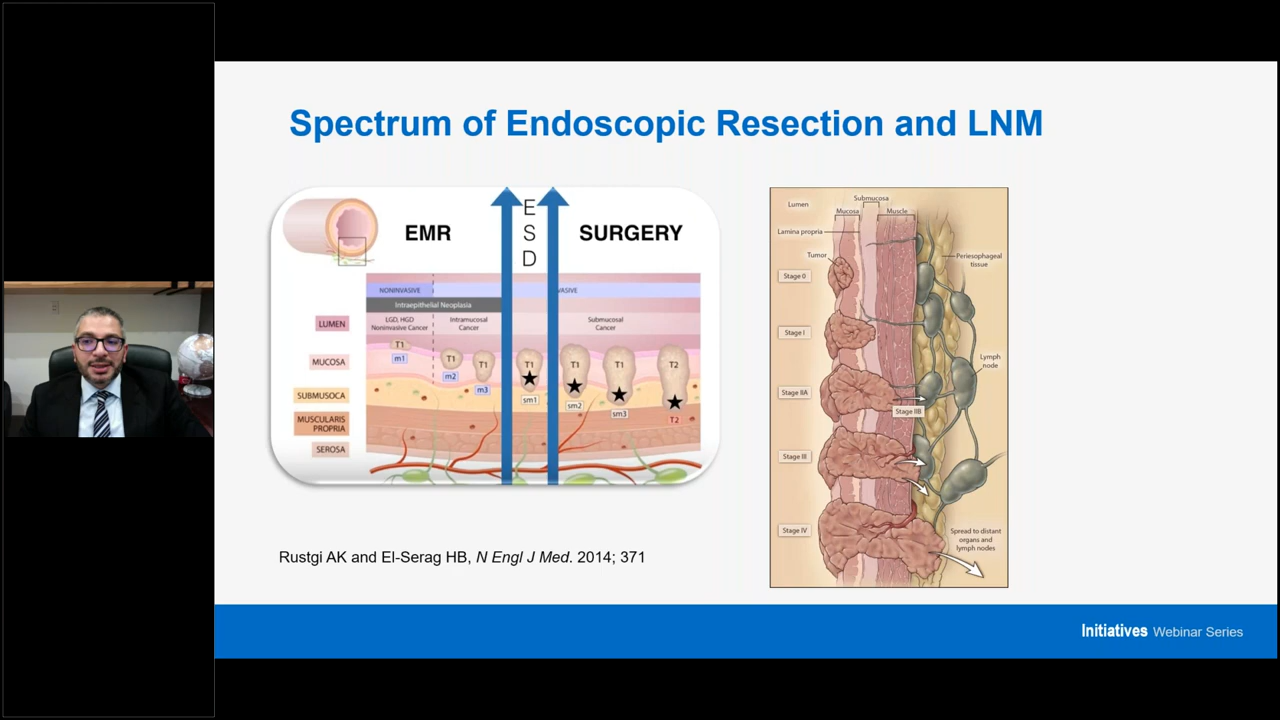 Spectrum of Endoscopic Resection and LNM
EMR
E
S
D
SURGERY
NONINVASIVE
VASIVE
Intraepithelial Neoplasia
LUMEN
LGD, HGD
Noninvasive Cancer
Intramucosal
Cancer
Submucosal
Cancer
MUCOSA
T1
m1
T1
m2
T1
m3
T1
sm1
T1
sm2
T1
sm3
T2
T2
SUBMUSOCA
MUSCULARIS
PROPRIA
SEROSA
Rustgi AK and El-Serag HB, N Engl J Med. 2014; 371
Lumen
Submucosa
Mucosa
Muscle
Lamina propria
Tumor
Periesophageal
tissue
Stage 0
Stage I
Lymph
node
Stage IIA
Stage IIB
Stage III
Stage IV
Spread to distant
organs and
lymph nodes
Initiatives Webinar Series